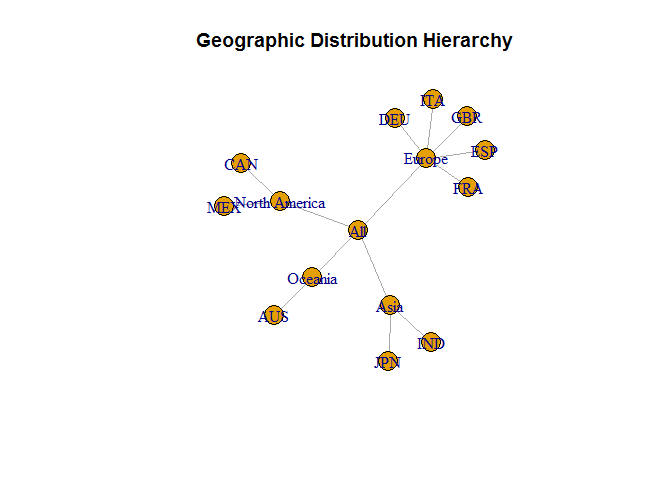 Geographic Distribution Hierarchy
ITA
DEU
GBR
ESP
Europe
CAN
FRA
MEX
North America
All
Oceania
Asia
AUS
IND
JPN